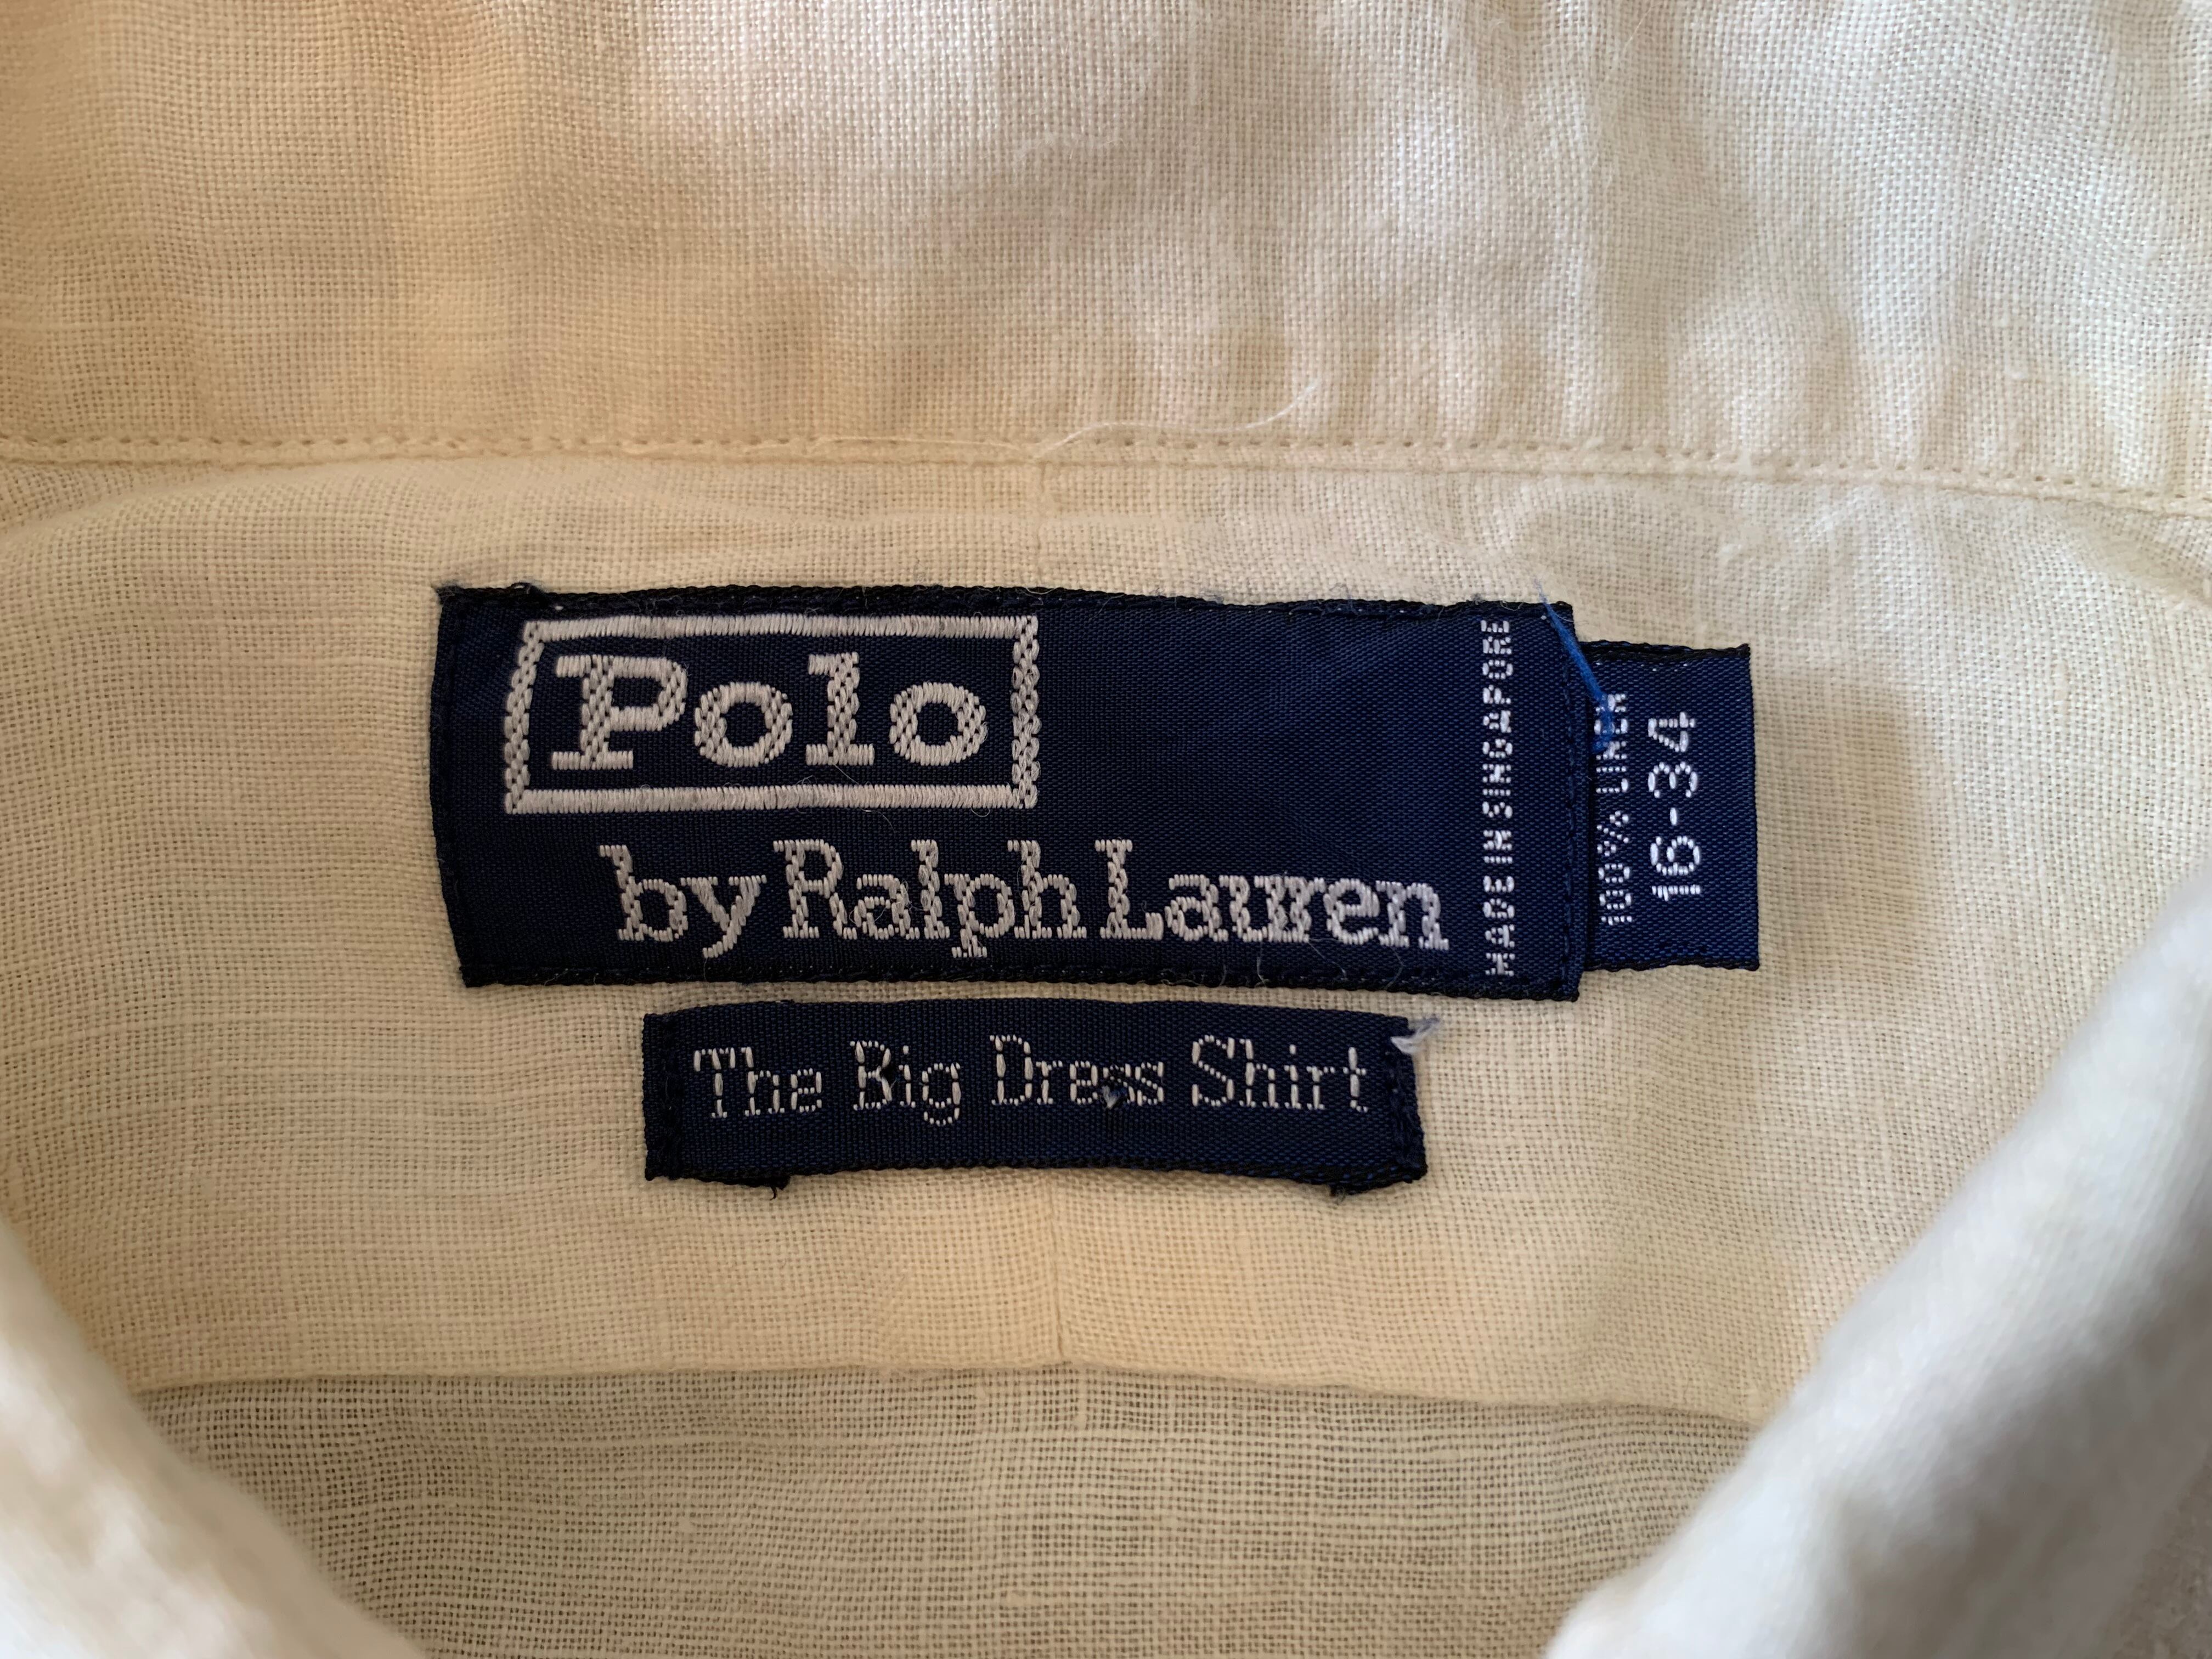 Polo
by Ralph Lauren
MADE IN SINGAPORE
100% LINEN
16-34
The Big Dress Shirt